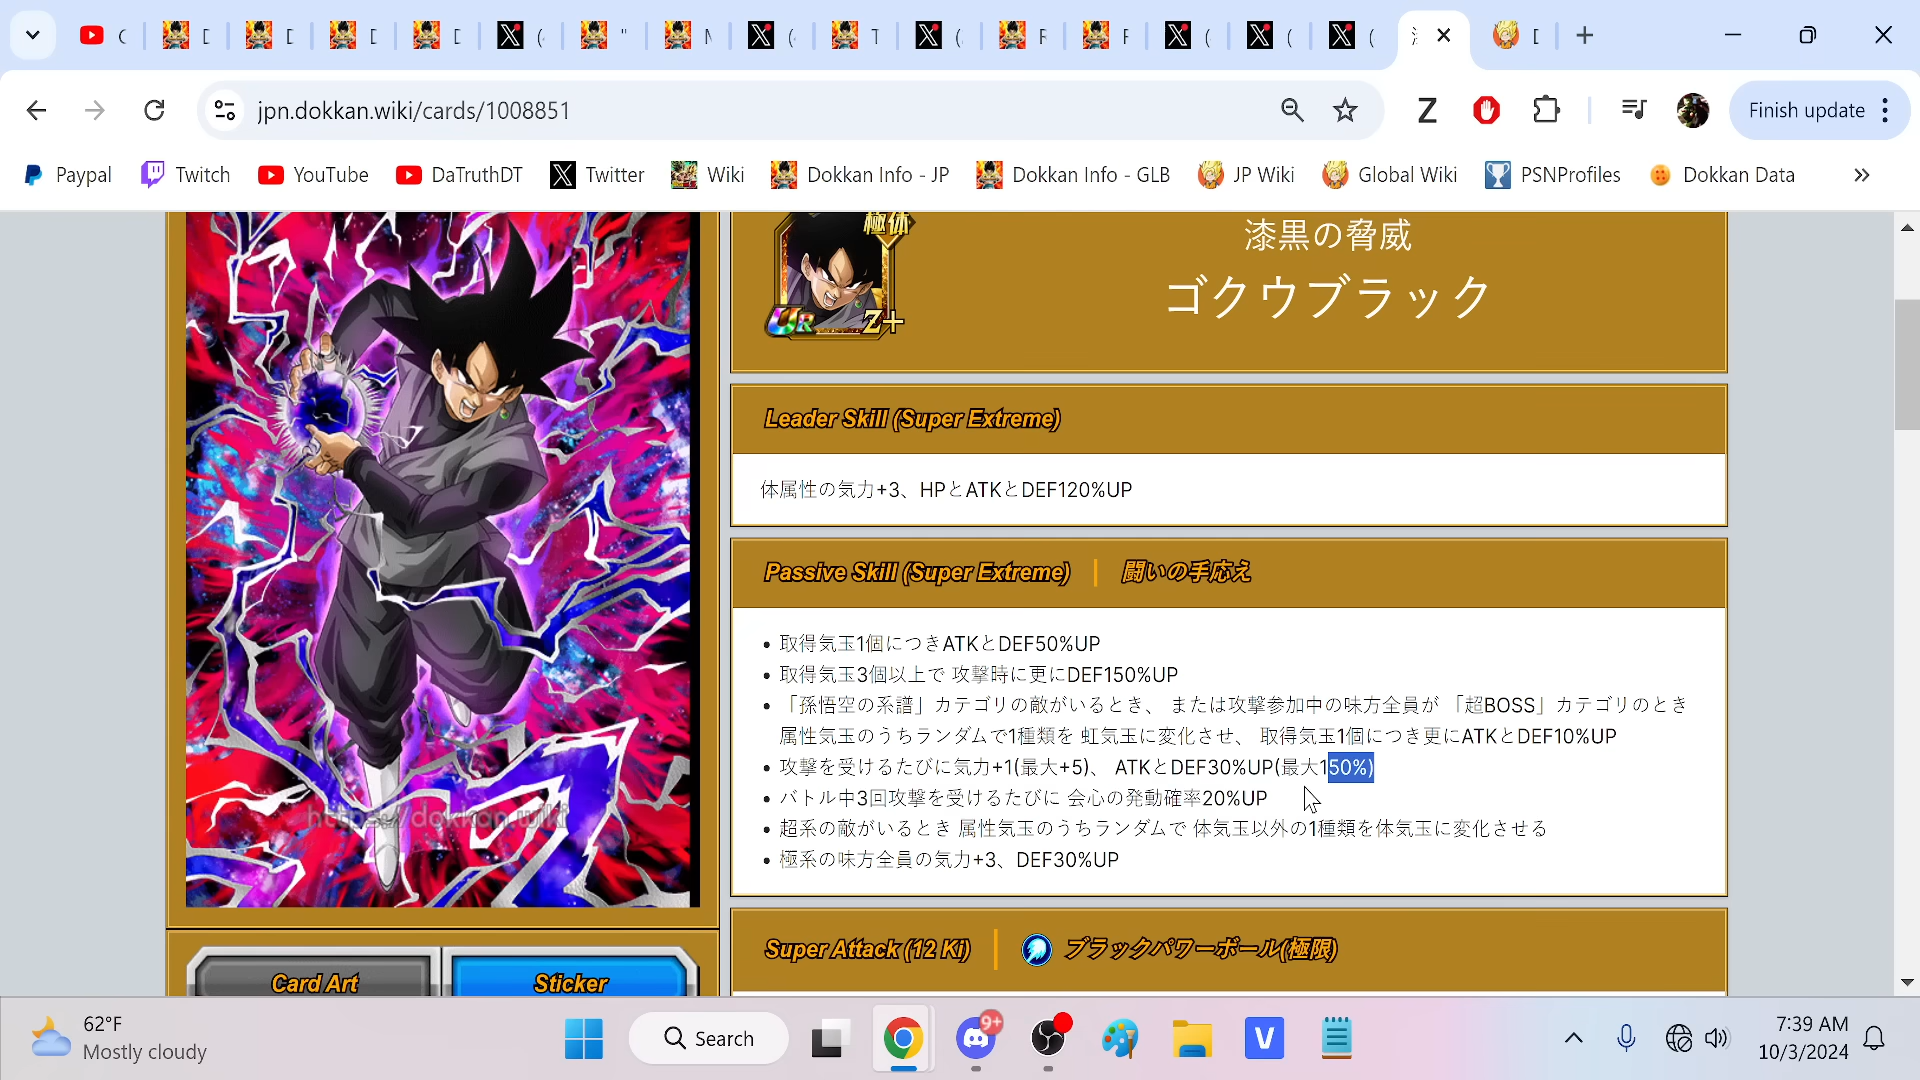 jpn.dokkan.wiki/cards/1008851
Finish update
Paypal
Twitch
YouTube
DaTruthDT
Twitter
Wiki
Dokkan Info - JP
Dokkan Info - GLB
JP Wiki
Global Wiki
PSNProfiles
Dokkan Data
極体
UR
Z+
漆黒の脅威
ゴクウブラック
Leader Skill (Super Extreme)
体属性の気力+3、HPとATKとDEF120%UP
Passive Skill (Super Extreme)
闘いの手応え
取得気玉1個につきATKとDEF50%UP
取得気玉3個以上で 攻撃時に更にDEF150%UP
「孫悟空の系譜」カテゴリの敵がいるとき、 または攻撃参加中の味方全員が 「超BOSS」カテゴリのとき
属性気玉のうちランダムで1種類を 虹気玉に変化させ、 取得気玉1個につき更にATKとDEF10%UP
攻撃を受けるたびに気力+1(最大+5)、 ATKとDEF30%UP(最大150%)
バトル中3回攻撃を受けるたびに 会心の発動確率20%UP
超系の敵がいるとき 属性気玉のうちランダムで 体気玉以外の1種類を体気玉に変化させる
極系の味方全員の気力+3、DEF30%UP
Super Attack (12 Ki)
ブラックパワーボール(極限)
https://dokkan.wiki
Card Art
Sticker
62°F
Mostly cloudy
Search
9+
V
7:39 AM
10/3/2024